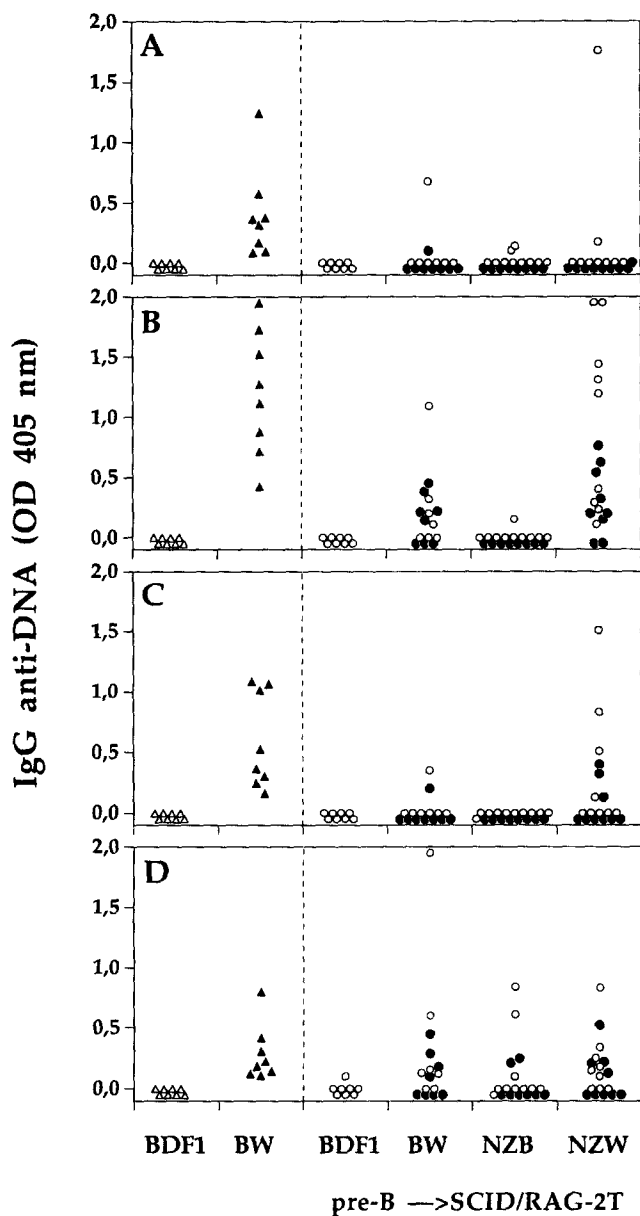 IgG anti-DNA (OD 405 nm)
A
2,0
1,5
1,0
0,5
0,0
B
2,0
1,5
1,0
0,5
0,0
C
2,0
1,5
1,0
0,5
0,0
D
2,0
1,5
1,0
0,5
0,0
BDF1 BW BDF1 BW NZB NZW
pre-B —>SCID/RAG-2T